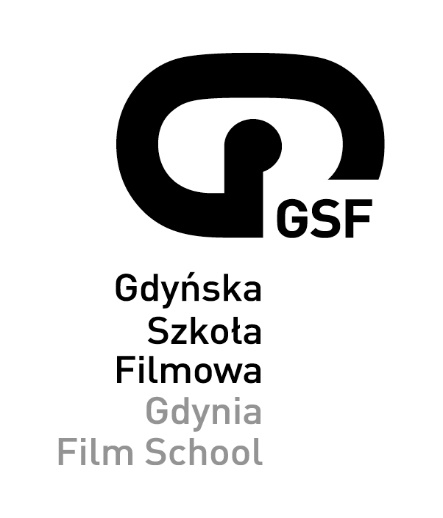 GSF
Gdyńska
Szkoła
Filmowa
Gdynia
Film School